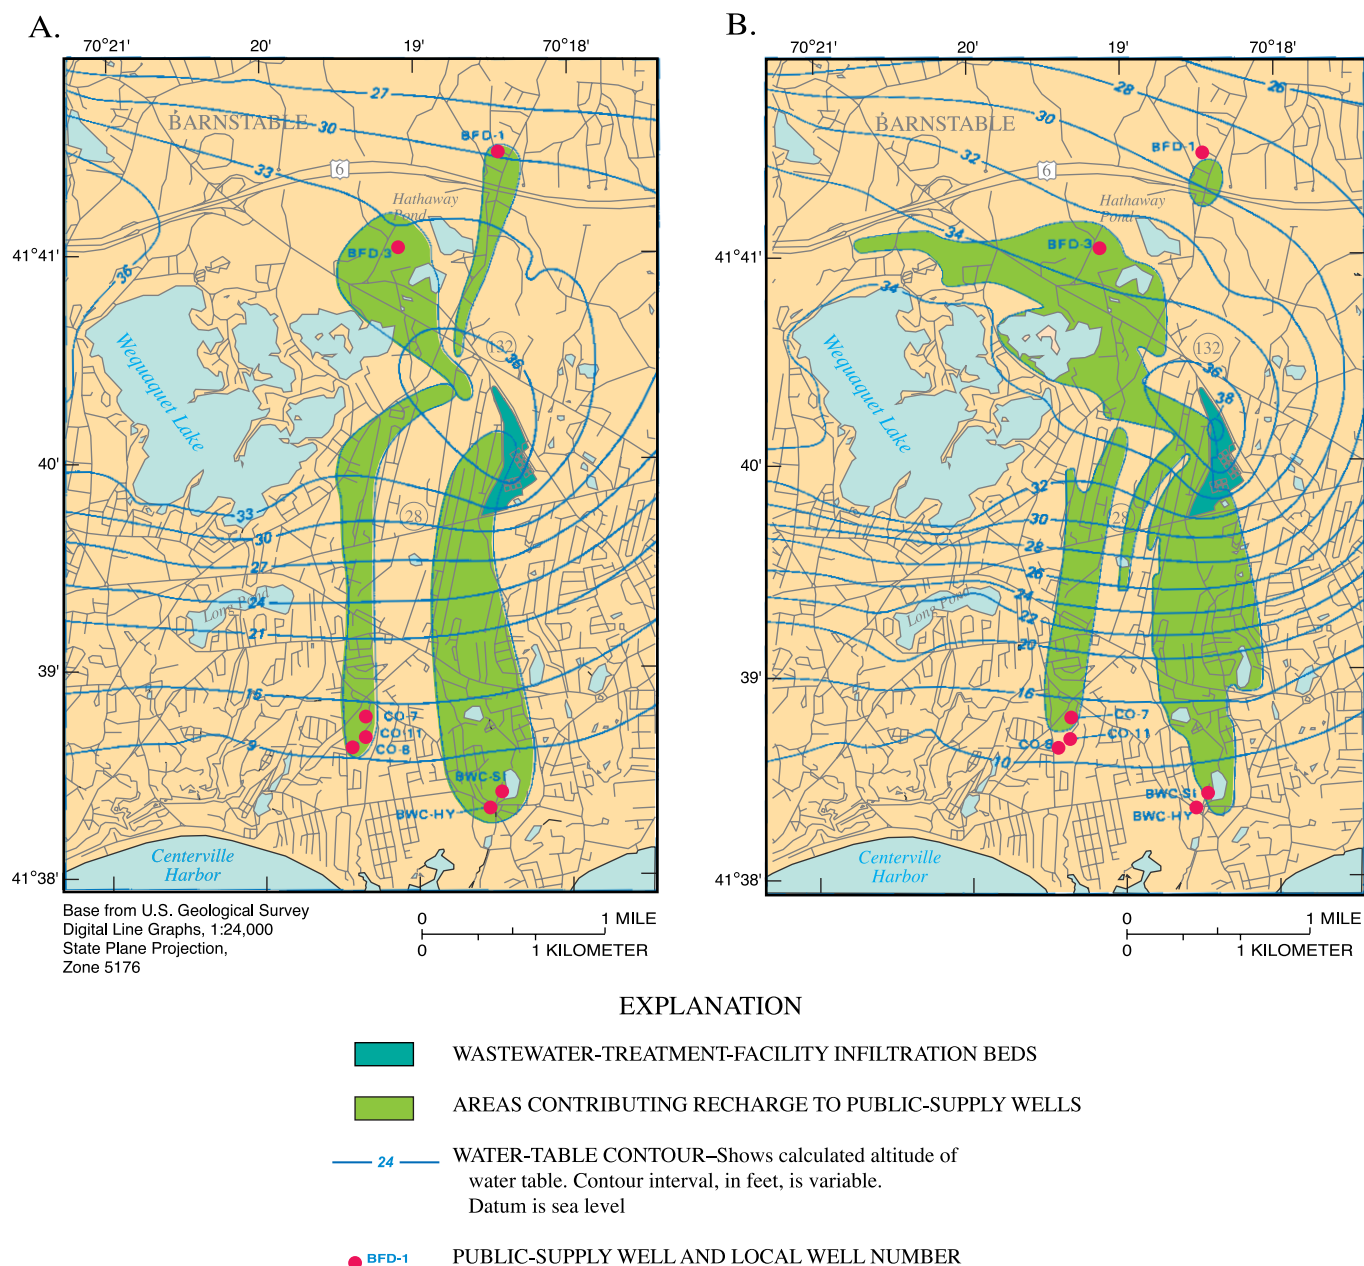 A.
70°21'
20'
19'
70°18'
27
BARNSTABLE
30
BFD-1
33
6
Hathaway
Pond
41°41'
BFD-3
36
132
36
Wequaquet Lake
40'
33
28
30
27
24
Long Pond
21
39'
15
CO-7
CO-11
CO-8
9
BWC-SI
BWC-HY
Centerville
Harbor
41°38'
Base from U.S. Geological Survey
Digital Line Graphs, 1:24,000
State Plane Projection,
Zone 5176
0 1 MILE
0 1 KILOMETER
B.
70°21'
20'
19'
70°18'
28
26
30
BARNSTABLE
BFD-1
32
6
Hathaway
Pond
34
BFD-3
41°41'
34
132
36
38
Wequaquet Lake
40'
32
30
28
28
26
24
Long Pond
22
20
39'
16
CO-7
CO-11
CO-8
10
BWC-SI
BWC-HY
Centerville
Harbor
41°38'
0 1 MILE
0 1 KILOMETER
EXPLANATION
WASTEWATER-TREATMENT-FACILITY INFILTRATION BEDS
AREAS CONTRIBUTING RECHARGE TO PUBLIC-SUPPLY WELLS
24 WATER-TABLE CONTOUR–Shows calculated altitude of
water table. Contour interval, in feet, is variable.
Datum is sea level
BFD-1 PUBLIC-SUPPLY WELL AND LOCAL WELL NUMBER